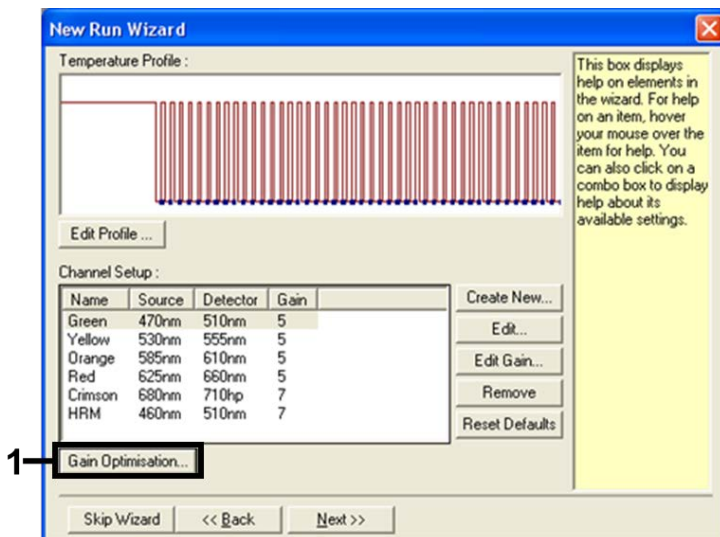 New Run Wizard
Temperature Profile :
Edit Profile ...
Channel Setup :
Name Source Detector Gain
Green 470nm 510nm 5
Yellow 530nm 555nm 5
Orange 585nm 610nm 5
Red 625nm 660nm 5
Crimson 680nm 710hp 7
HRM 460nm 510nm 7
Create New...
Edit...
Edit Gain...
Remove
Reset Defaults
1
Gain Optimisation...
Skip Wizard
<< Back
Next >>
This box displays
help on elements in
the wizard. For help
on an item, hover
your mouse over the
item for help. You
can also click on a
combo box to display
help about its
available settings.